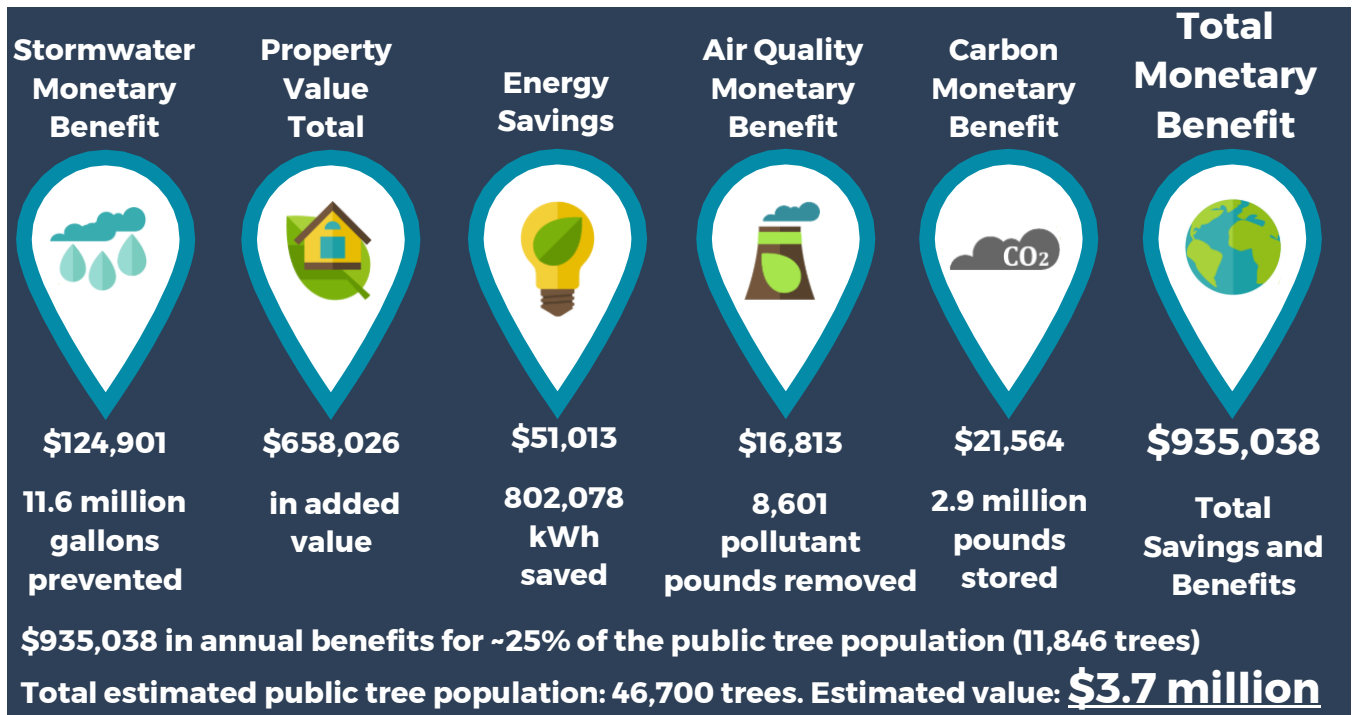 Stormwater
Monetary
Benefit
$124,901
11.6 million
gallons
prevented
Property
Value
Total
$658,026
in added
value
Energy
Savings
$51,013
802,078
kWh
saved
Air Quality
Monetary
Benefit
$16,813
8,601
pollutant
pounds removed
Carbon
Monetary
Benefit
CO₂
$21,564
2.9 million
pounds
stored
Total
Monetary
Benefit
$935,038
Total
Savings and
Benefits
$935,038 in annual benefits for ~25% of the public tree population (11,846 trees)
Total estimated public tree population: 46,700 trees. Estimated value: $3.7 million